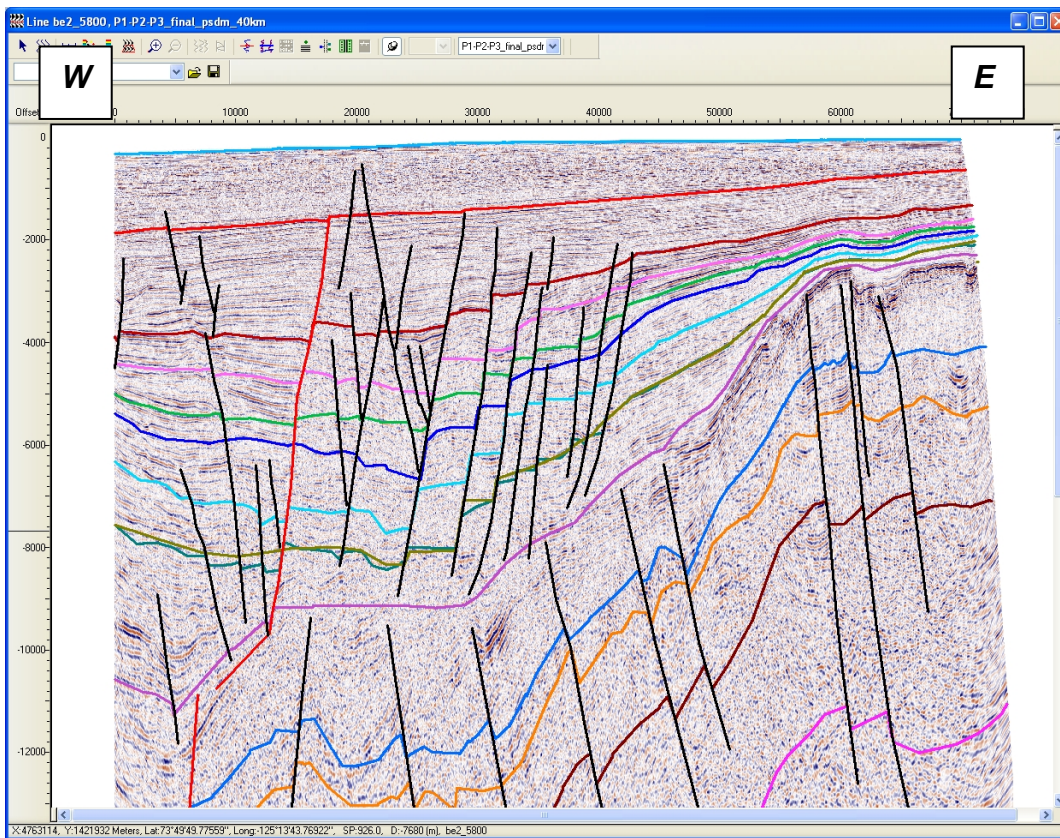 Line be2_5800, P1-P2-P3_final_psdm_40km
P1-P2-P3_final_psdr
W
E
Offset
0 10000 20000 30000 40000 50000 60000
0
-2000
-4000
-6000
-8000
-10000
-12000
X:4763114, Y:1421932 Meters, Lat:73°49'49.77559", Long:-125°13'43.76922", SP:926.0, D:-7680 (m), be2_5800